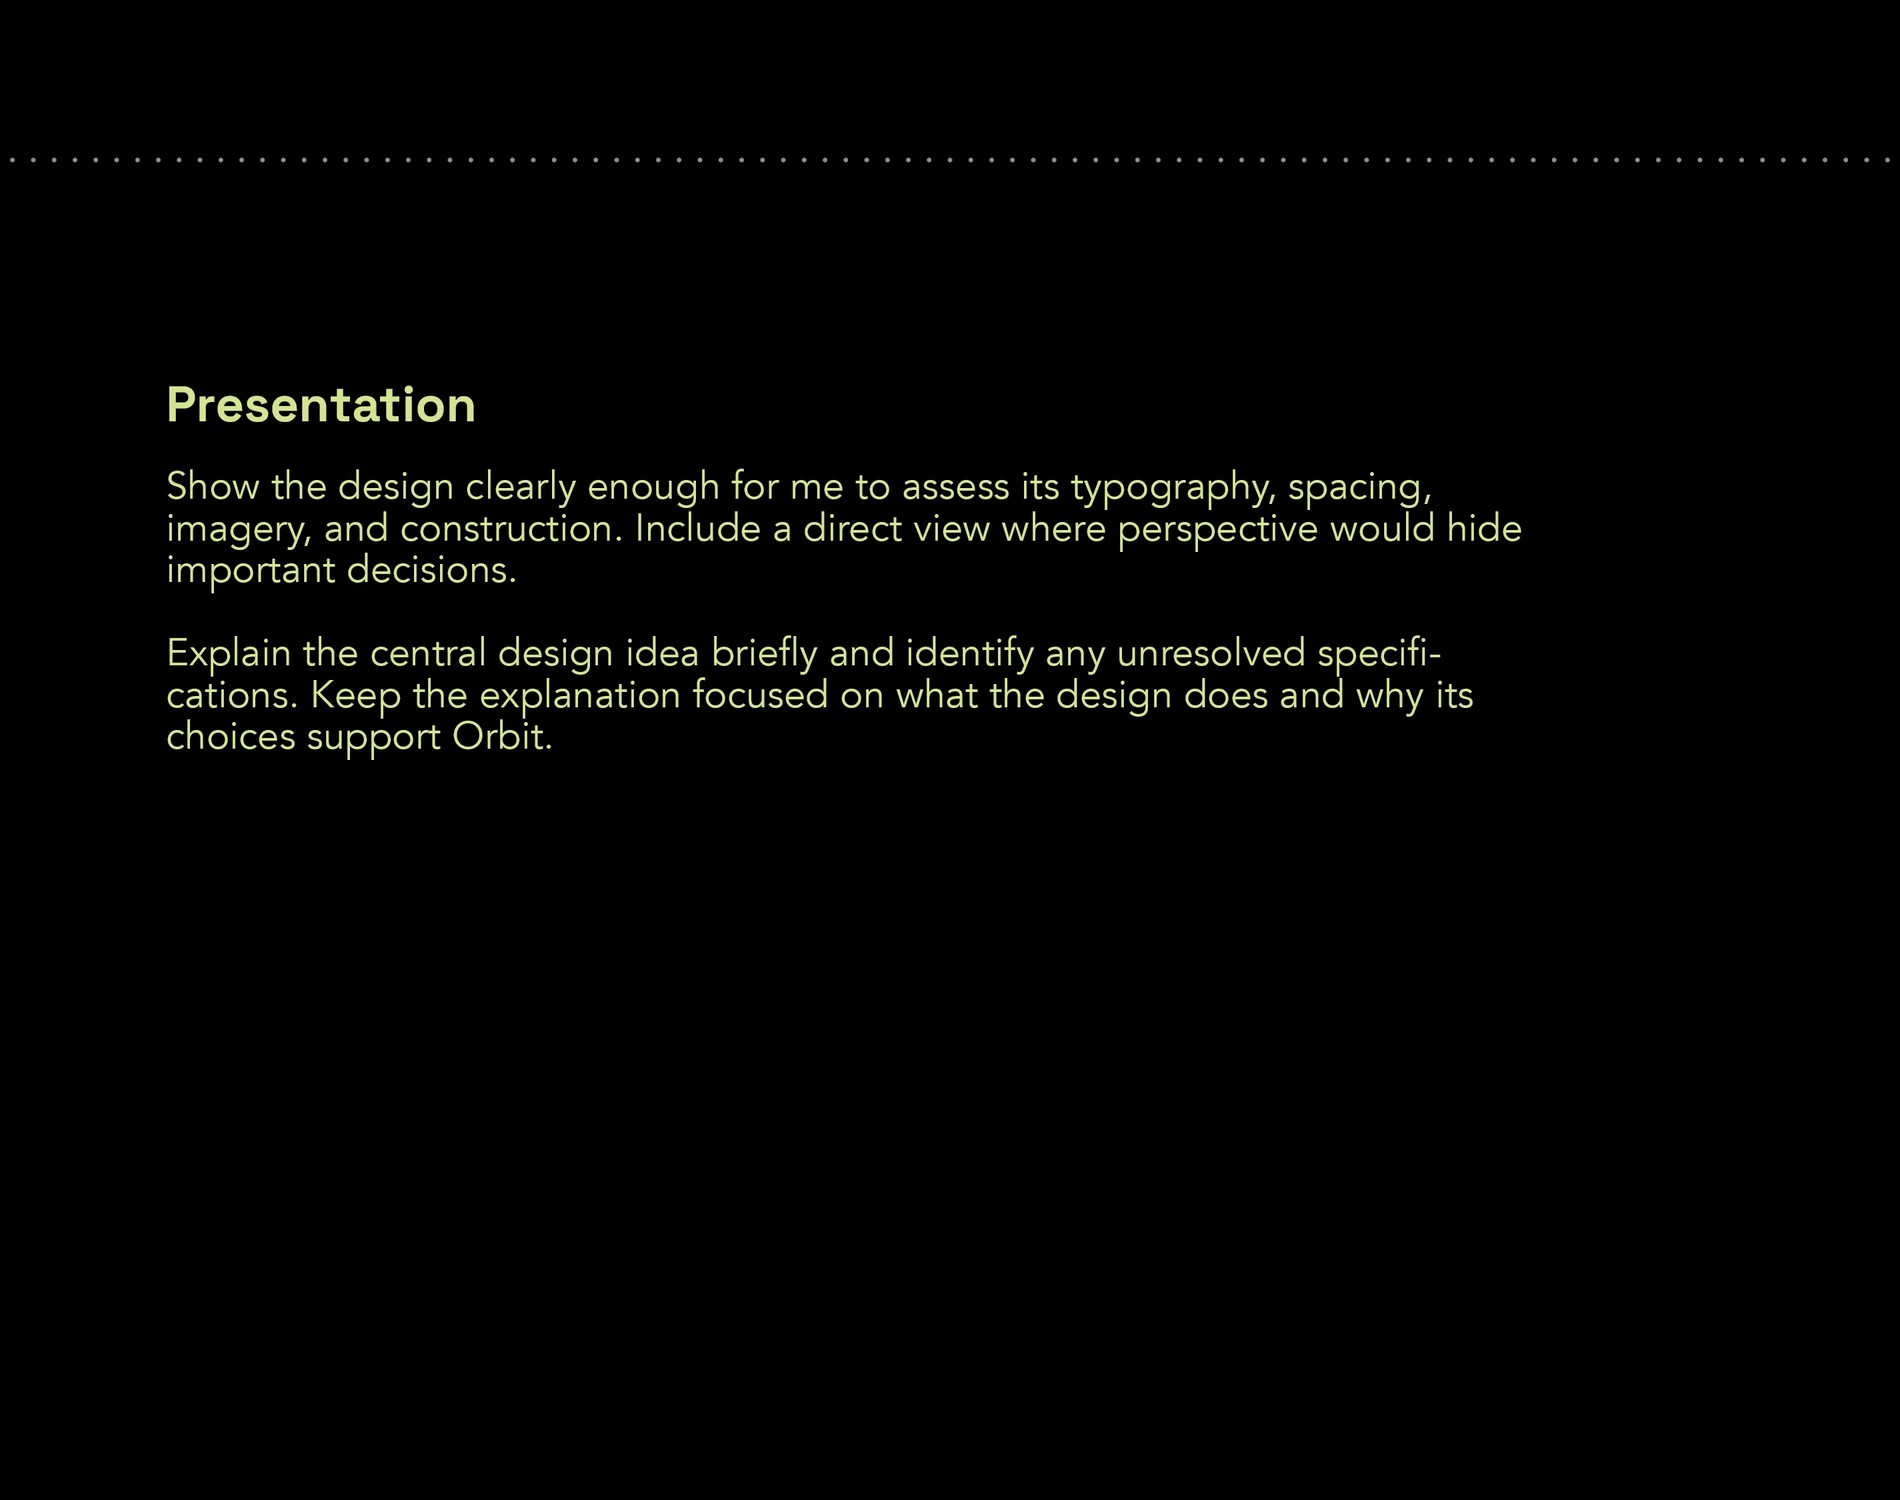 Presentation
Show the design clearly enough for me to assess its typography, spacing,
imagery, and construction. Include a direct view where perspective would hide
important decisions.
Explain the central design idea briefly and identify any unresolved specifi-
cations. Keep the explanation focused on what the design does and why its
choices support Orbit.